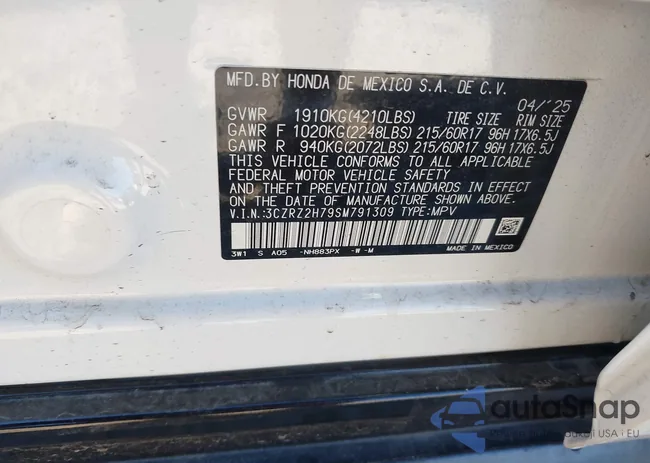 MFD.BY HONDA DE MEXICO S.A. DE C.V.
04/'25
GVWR 1910KG(4210LBS) TIRE SIZE RIM SIZE
GAWR F 1020KG(2248LBS) 215/60R17 96H 17X6.5J
GAWR R 940KG(2072LBS) 215/60R17 96H 17X6.5J
THIS VEHICLE CONFORMS TO ALL APPLICABLE
FEDERAL MOTOR VEHICLE SAFETY
AND THEFT PREVENTION STANDARDS IN EFFECT
ON THE DATE OF MANUFACTURE SHOWN ABOVE.
V.I.N.:3CZRZ2H79SM791309 TYPE:MPV
3W1 S A05 -NH883PX -W -M MADE IN MEXICO
autoSnap
USA - EU